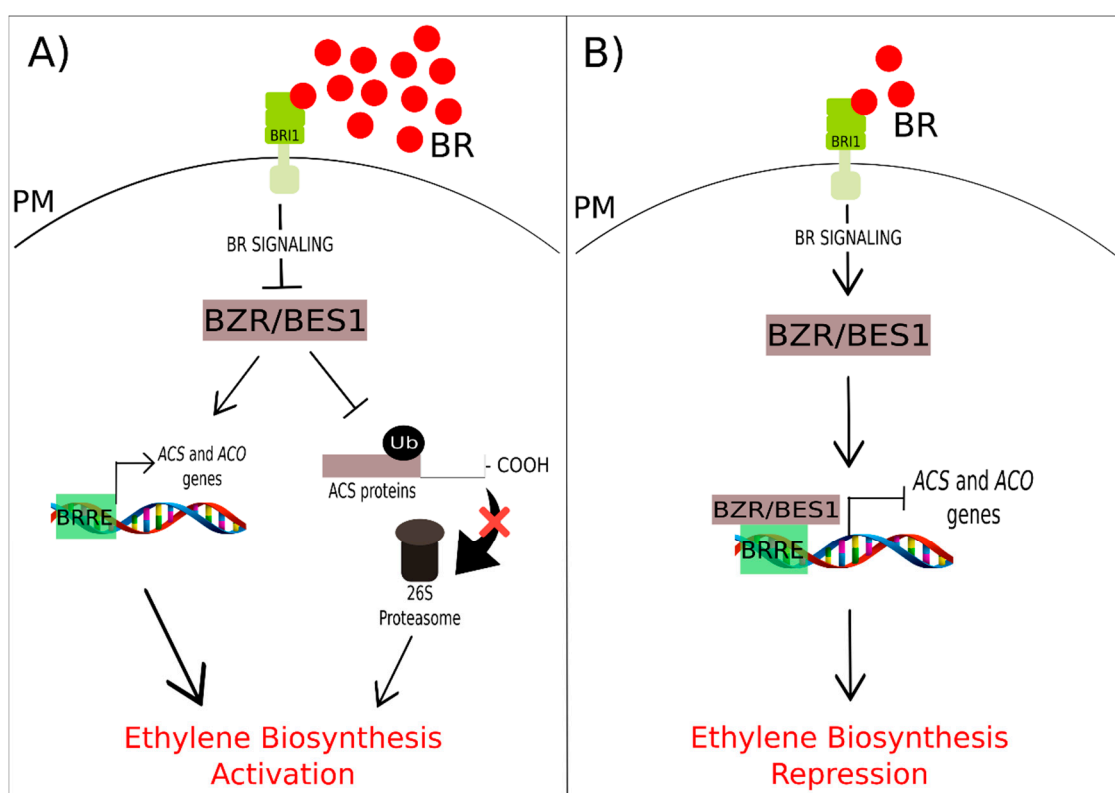 A)
BRI1
BR
PM
BR SIGNALING
BZR/BES1
ACS and ACO
genes
BRRE
Ub
- COOH
ACS proteins
26S
Proteasome
Ethylene Biosynthesis
Activation
B)
BRI1
BR
PM
BR SIGNALING
BZR/BES1
BZR/BES1
BRRE
ACS and ACO
genes
Ethylene Biosynthesis
Repression